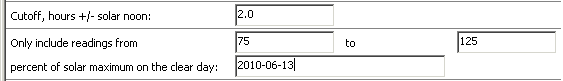 Cutoff, hours +/- solar noon: 2.0
Only include readings from 75 to 125
percent of solar maximum on the clear day: 2010-06-13